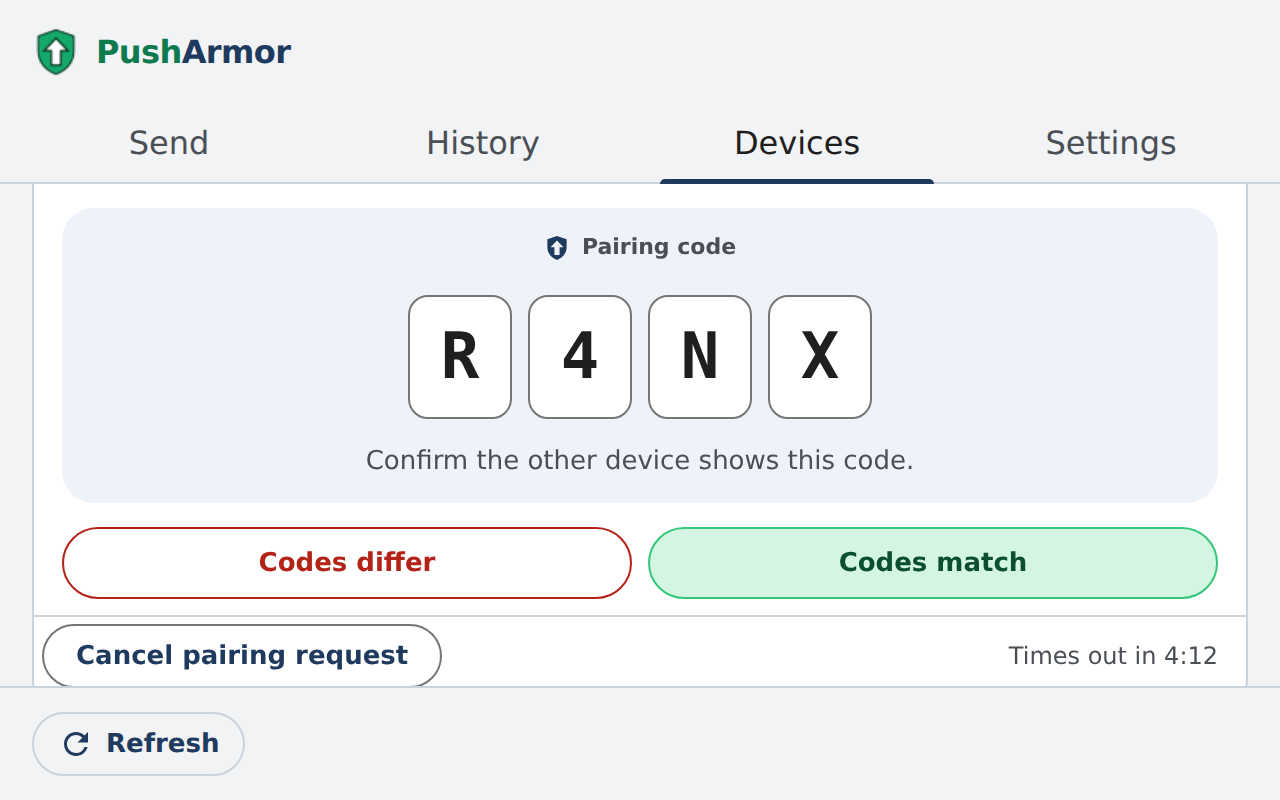 PushArmor
Send History Devices Settings
Pairing code
R 4 N X
Confirm the other device shows this code.
Codes differ Codes match
Cancel pairing request Times out in 4:12
Refresh